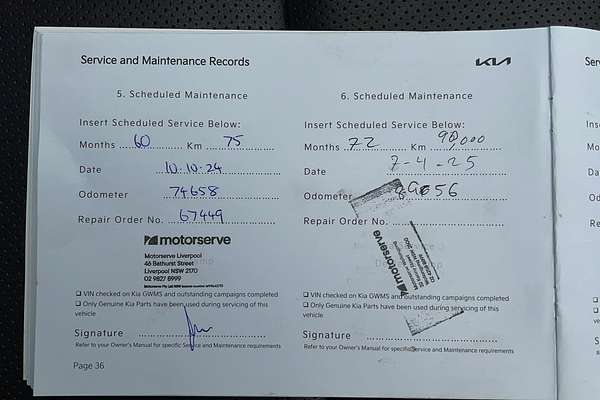 Service and Maintenance Records
KIA
5. Scheduled Maintenance
Insert Scheduled Service Below:
Months 60 Km 75
Date 10.10.24
Odometer 74658
Repair Order No. 67449
motorserve
Motorserve Liverpool
46 Bathurst Street
Liverpool NSW 2170
02 9827 8999
❏ VIN checked on Kia GWMS and outstanding campaigns completed
❏ Only Genuine Kia Parts have been used during servicing of this
vehicle
Signature
Refer to your Owner's Manual for specific Service and Maintenance requirements
Page 36
6. Scheduled Maintenance
Insert Scheduled Service Below:
Months 72 Km 90,000
Date 7-4-25
Odometer 89656
Repair Order No.
motorserve
❏ VIN checked on Kia GWMS and outstanding campaigns completed
❏ Only Genuine Kia Parts have been used during servicing of this
vehicle
Signature
Refer to your Owner's Manual for specific Service and Maintenance requirements